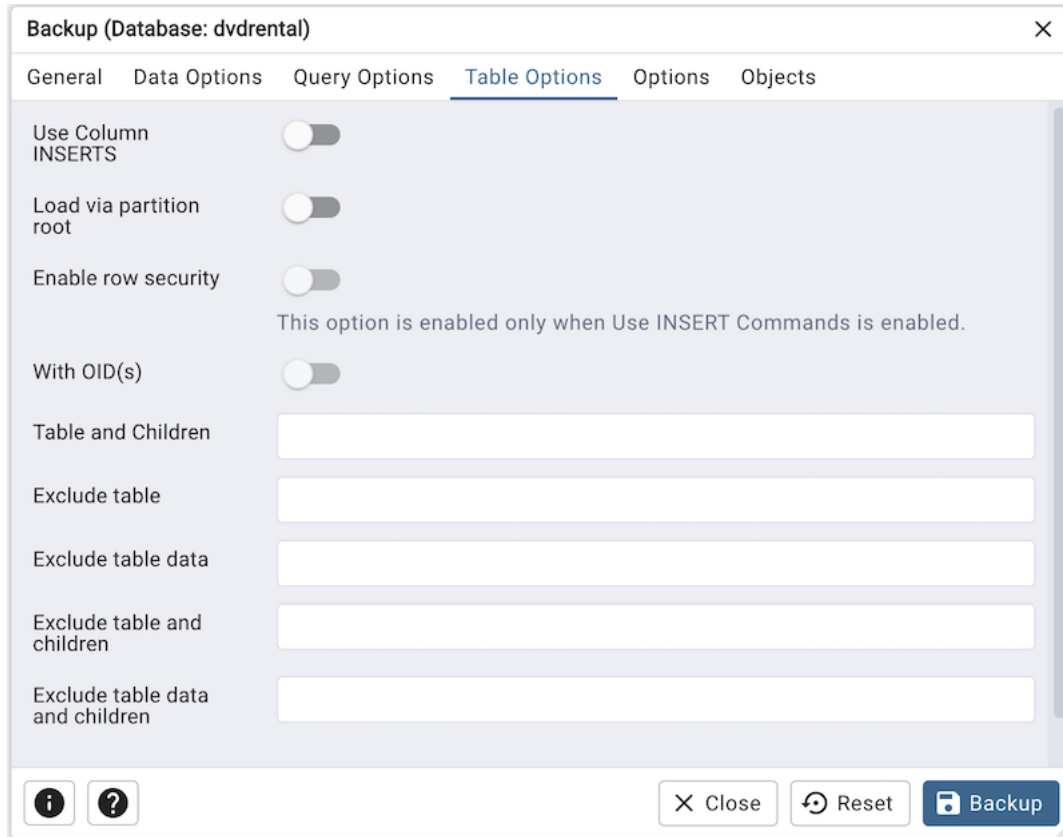 Backup (Database: dvdrental)
General Data Options Query Options Table Options Options Objects
Use Column
INSERTS
Load via partition
root
Enable row security
This option is enabled only when Use INSERT Commands is enabled.
With OID(s)
Table and Children
Exclude table
Exclude table data
Exclude table and
children
Exclude table data
and children
Close Reset Backup